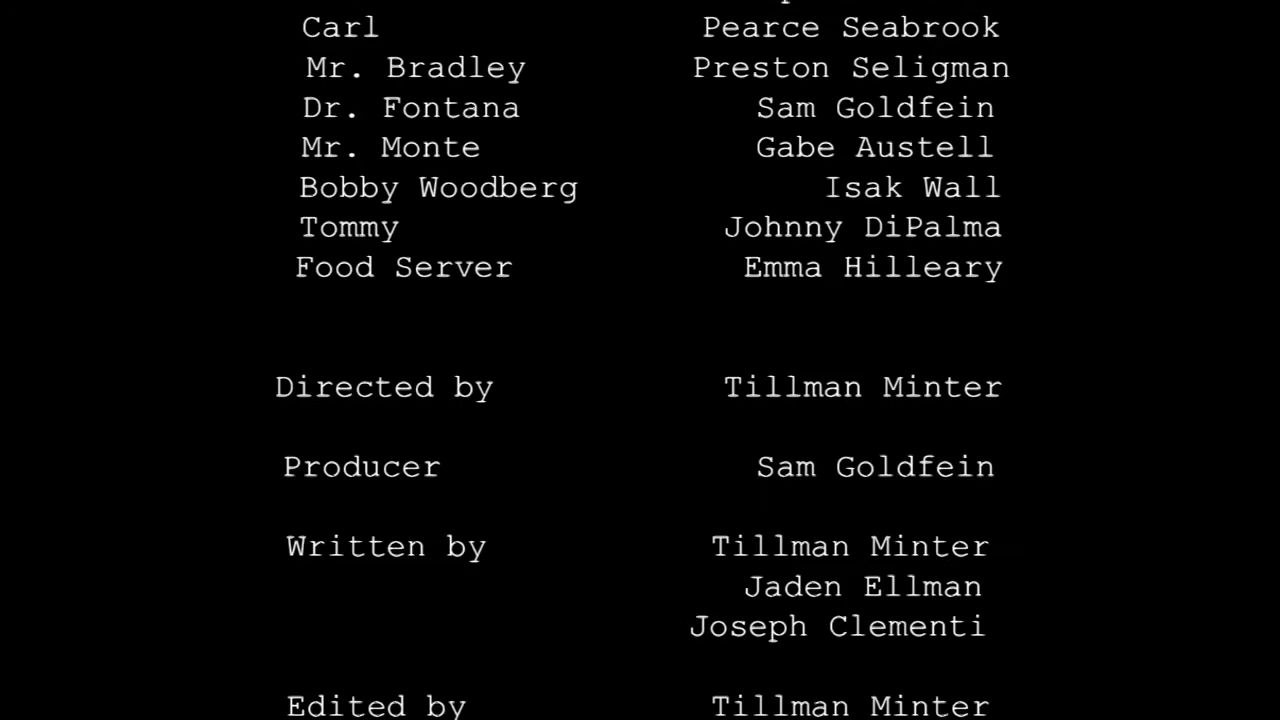 Carl Pearce Seabrook
Mr. Bradley Preston Seligman
Dr. Fontana Sam Goldfein
Mr. Monte Gabe Austell
Bobby Woodberg Isak Wall
Tommy Johnny DiPalma
Food Server Emma Hilleary
Directed by Tillman Minter
Producer Sam Goldfein
Written by Tillman Minter
Jaden Ellman
Joseph Clementi
Edited by Tillman Minter